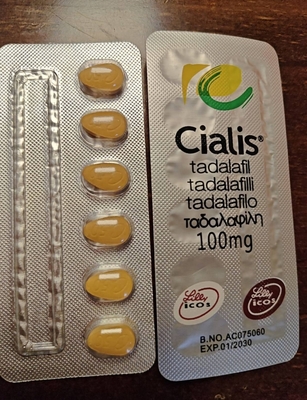 Cialis®
tadalafil
tadalafilli
tadalafilo
ταδαλαφίλη
100mg
Lilly
ICOS
Lilly
ICOS
B.NO.AC075060
EXP.01/2030